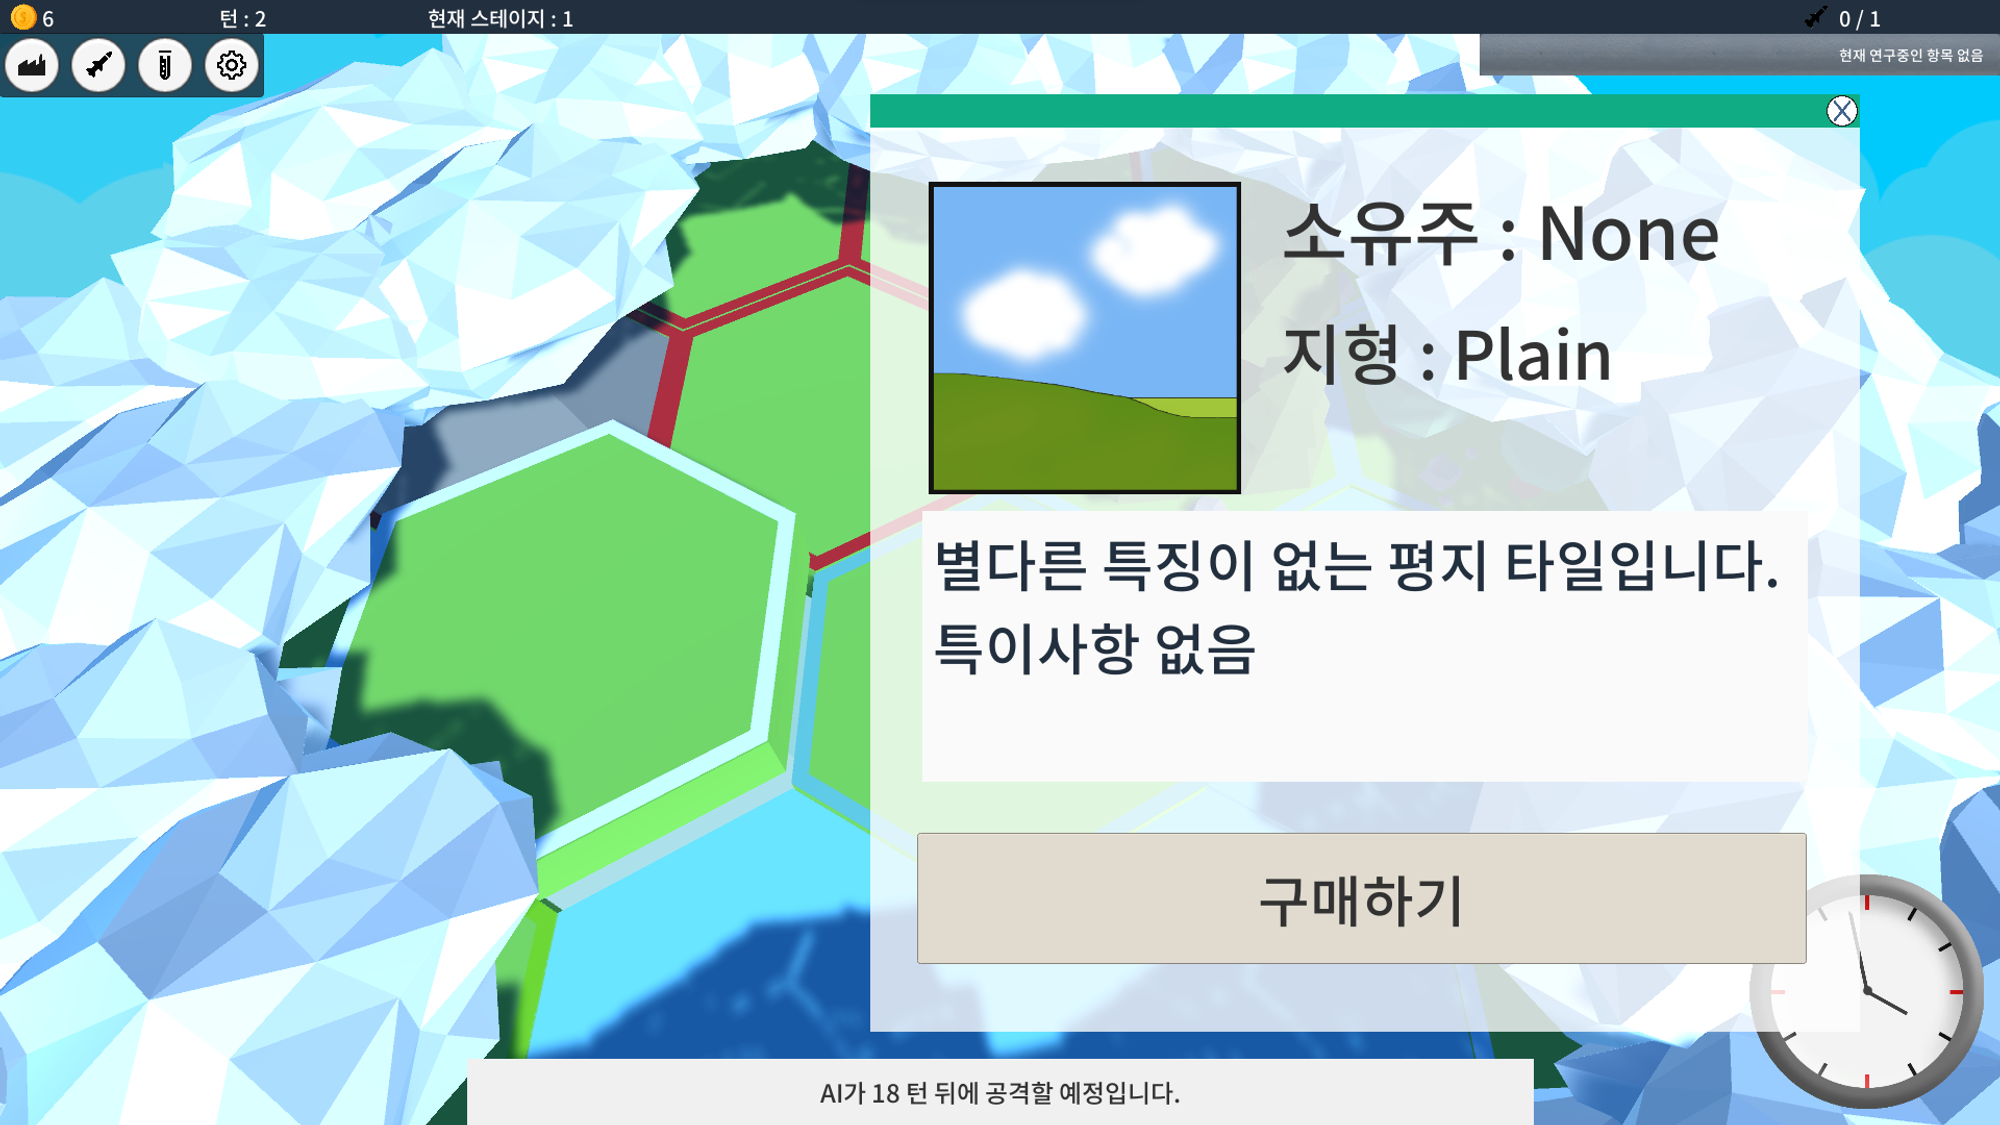 6
턴 : 2
현재 스테이지 : 1
0 / 1
현재 연구중인 항목 없음
소유주 : None
지형 : Plain
별다른 특징이 없는 평지 타일입니다.
특이사항 없음
구매하기
AI가 18 턴 뒤에 공격할 예정입니다.